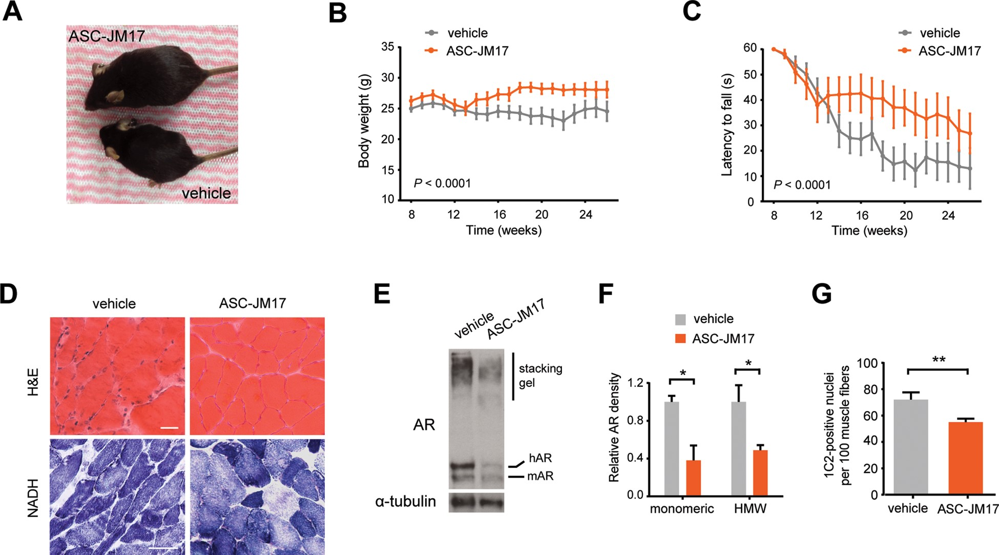 A
ASC-JM17
vehicle
B
vehicle
ASC-JM17
Body weight (g)
35
30
25
20
15
10
P < 0.0001
8 12 16 20 24
Time (weeks)
C
vehicle
ASC-JM17
Latency to fall (s)
60
50
40
30
20
10
0
P < 0.0001
8 12 16 20 24
Time (weeks)
D
vehicle ASC-JM17
H&E
NADH
E
vehicle
ASC-JM17
stacking
gel
AR
hAR
mAR
α-tubulin
F
vehicle
ASC-JM17
Relative AR density
1.2
0.8
0.4
0.0
* *
monomeric HMW
G
1C2-positive nuclei
per 100 muscle fibers
100
80
60
40
20
0
**
vehicle ASC-JM17